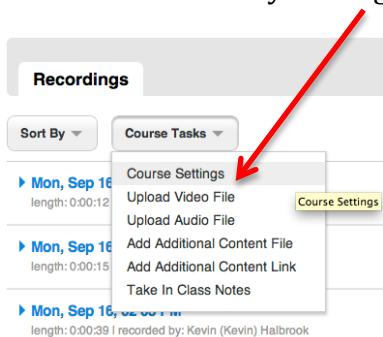 Recordings
Sort By Course Tasks
Course Settings
Mon, Sep 16
Upload Video File
length: 0:00:12
Course Settings
Upload Audio File
Mon, Sep 16
Add Additional Content File
length: 0:00:15
Add Additional Content Link
Take In Class Notes
Mon, Sep 16,
length: 0:00:39 I recorded by: Kevin (Kevin) Halbrook